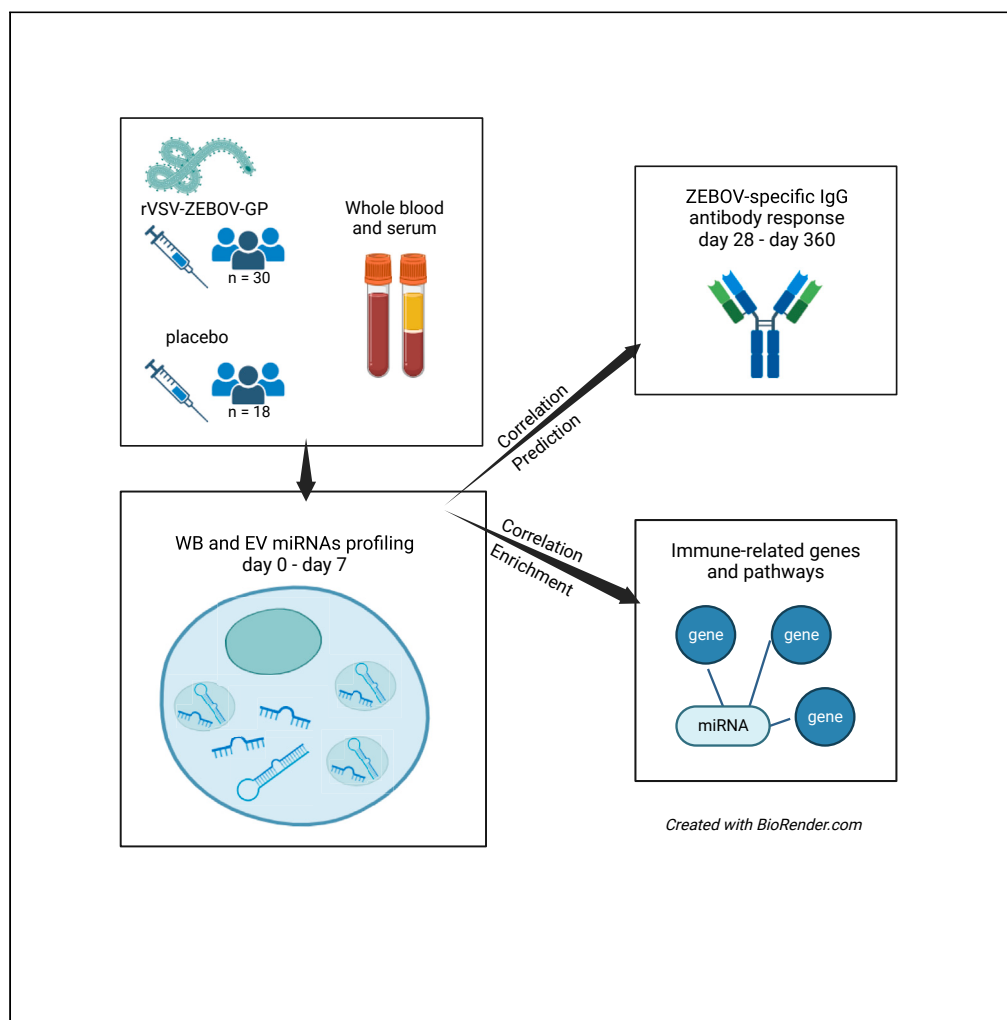 rVSV-ZEBOV-GP
n = 30
placebo
n = 18
Whole blood
and serum
ZEBOV-specific IgG
antibody response
day 28 - day 360
Correlation
Prediction
WB and EV miRNAs profiling
day 0 - day 7
Correlation
Enrichment
Immune-related genes
and pathways
gene
gene
gene
miRNA
Created with BioRender.com